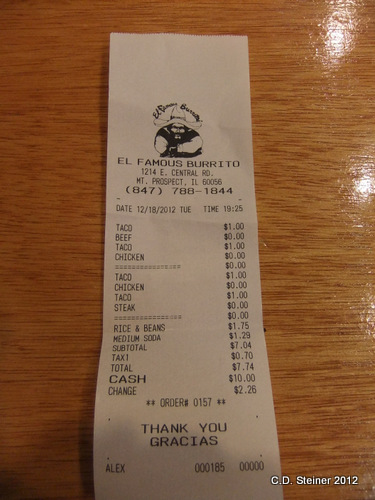 El Famous Burrito
EL FAMOUS BURRITO
1214 E. CENTRAL RD.
MT. PROSPECT, IL 60056
(847) 788-1844
DATE 12/18/2012 TUE TIME 19:25
TACO $1.00
BEEF $0.00
TACO $1.00
CHICKEN $0.00
================ $0.00
TACO $1.00
CHICKEN $0.00
TACO $1.00
STEAK $0.00
================ $0.00
RICE & BEANS $1.75
MEDIUM SODA $1.29
SUBTOTAL $7.04
TAX1 $0.70
TOTAL $7.74
CASH $10.00
CHANGE $2.26
** ORDER# 0157 **
THANK YOU
GRACIAS
ALEX 000185 00000
C.D. Steiner 2012